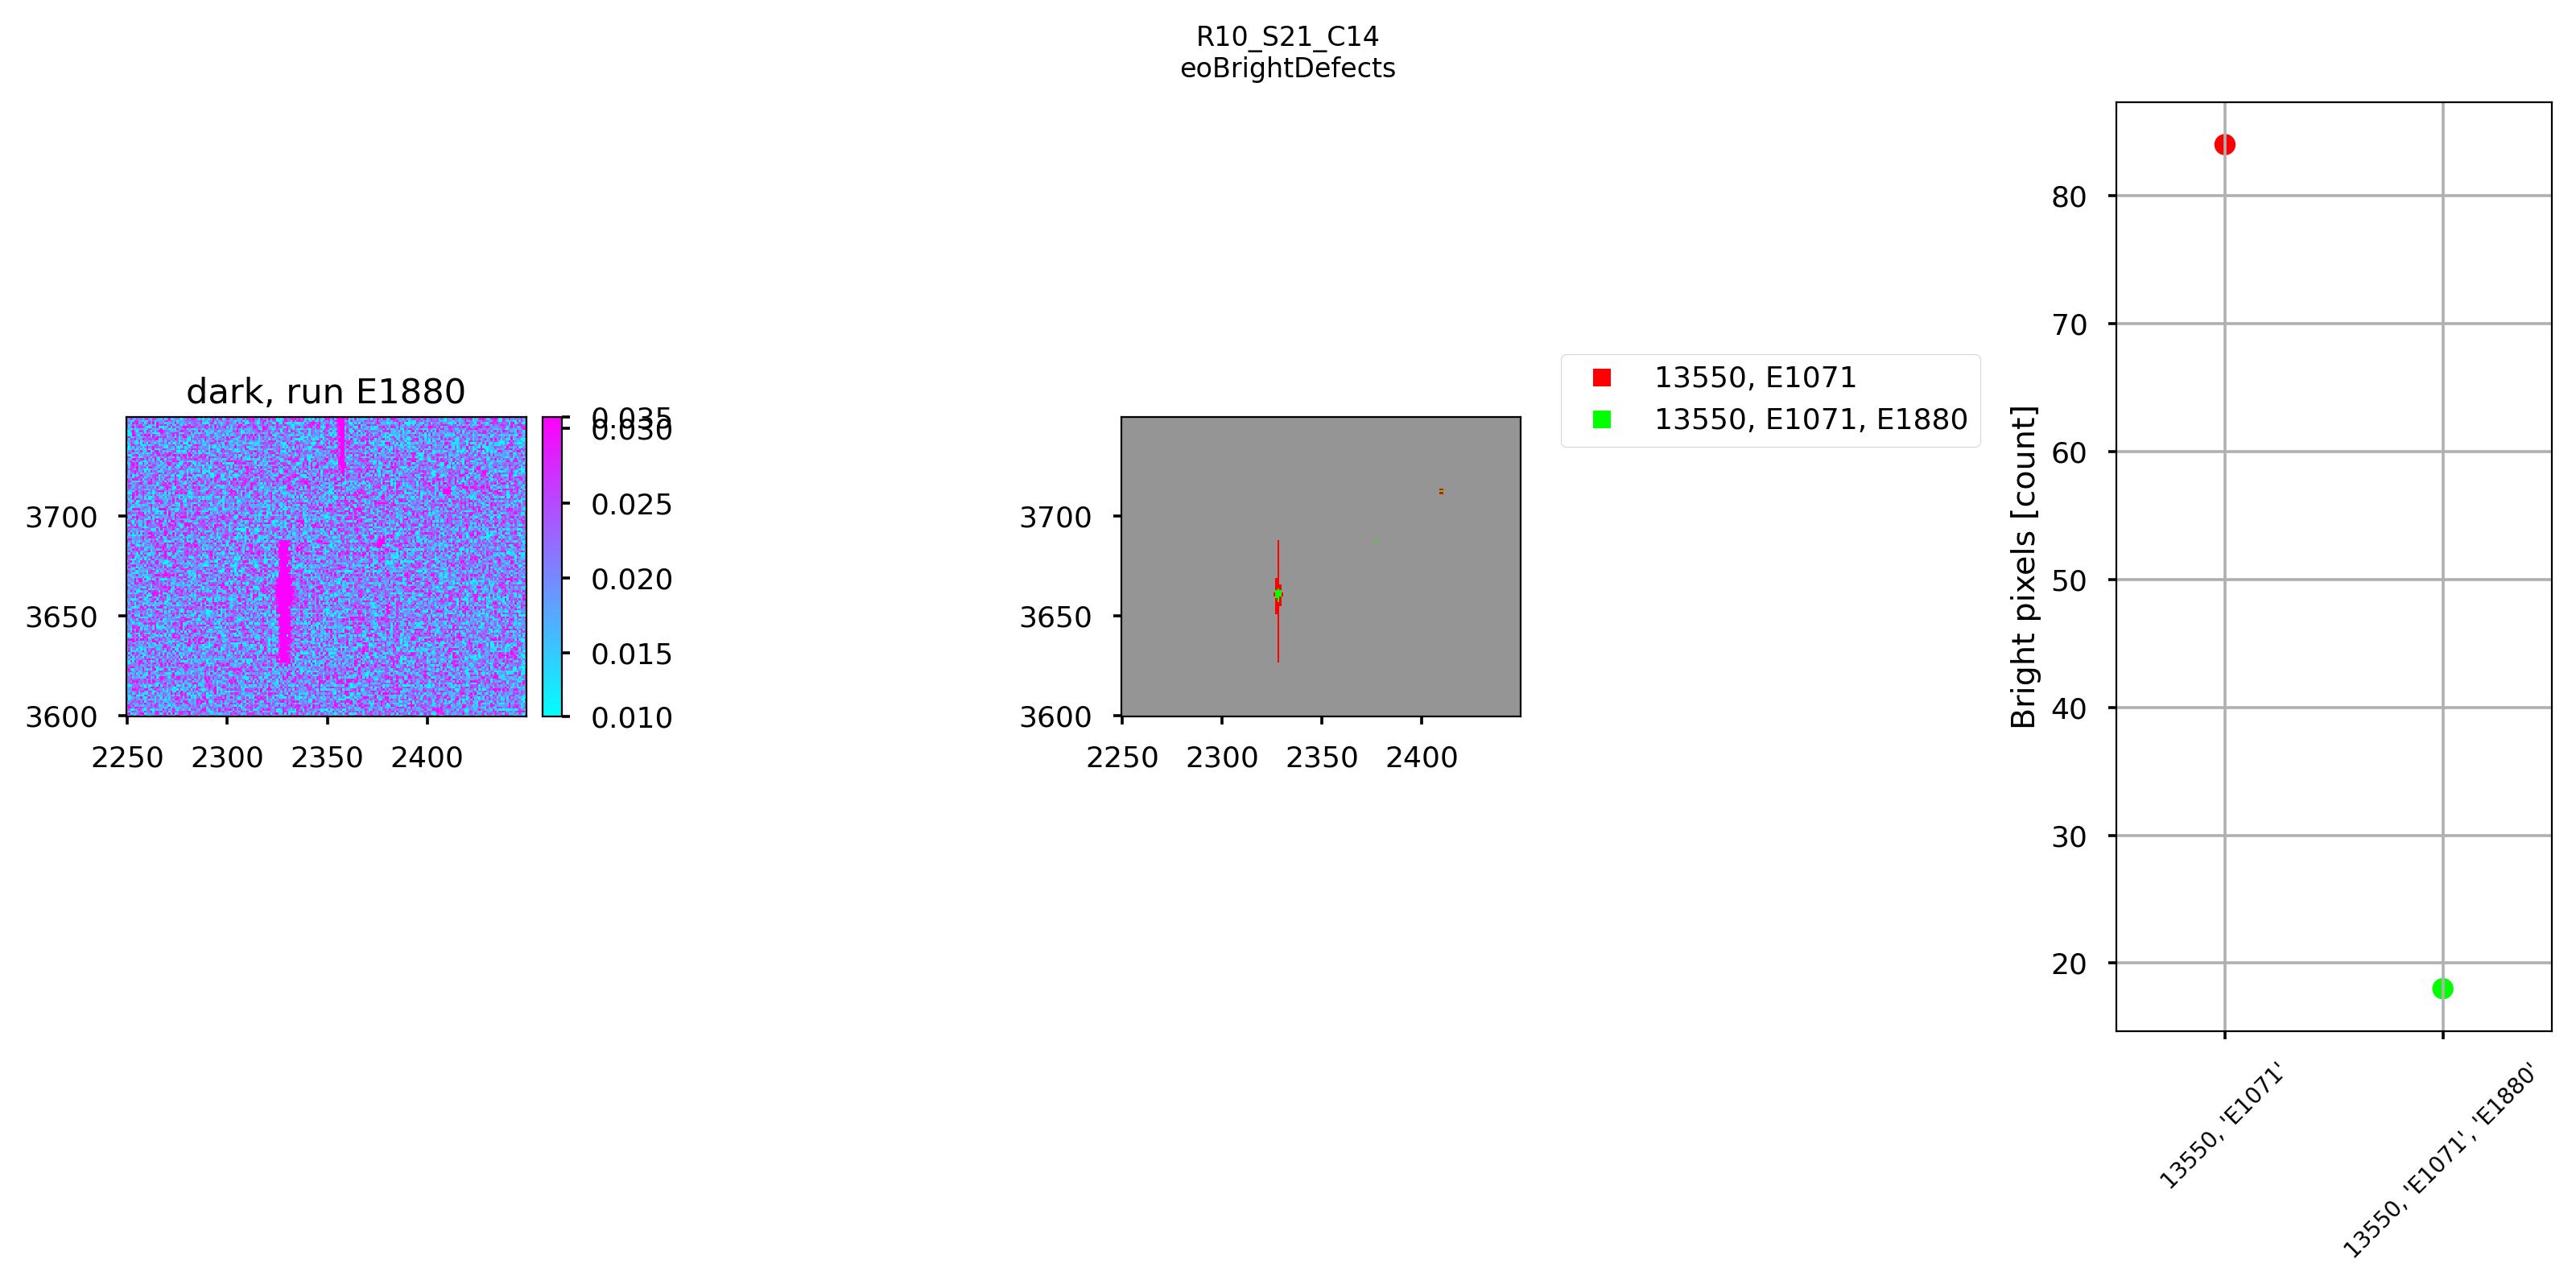 R10_S21_C14
eoBrightDefects
dark, run E1880
3700
3650
3600
2250 2300 2350 2400
0.035
0.030
0.025
0.020
0.015
0.010
3700
3650
3600
2250 2300 2350 2400
13550, E1071
13550, E1071, E1880
Bright pixels [count]
80
70
60
50
40
30
20
13550, 'E1071'
13550, 'E1071', 'E1880'